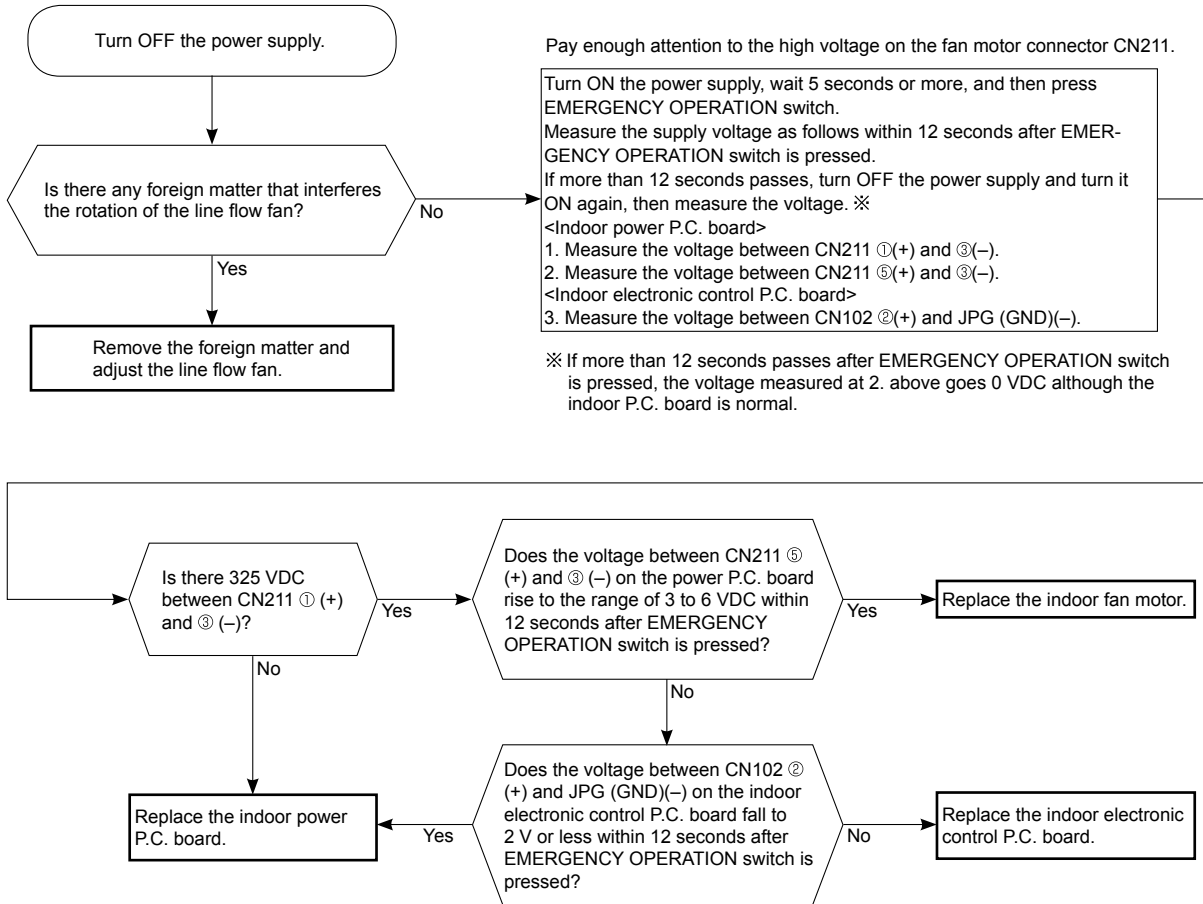 Turn OFF the power supply.
Is there any foreign matter that interferes
the rotation of the line flow fan?
No
Yes
Remove the foreign matter and
adjust the line flow fan.
Pay enough attention to the high voltage on the fan motor connector CN211.
Turn ON the power supply, wait 5 seconds or more, and then press
EMERGENCY OPERATION switch.
Measure the supply voltage as follows within 12 seconds after EMER-
GENCY OPERATION switch is pressed.
If more than 12 seconds passes, turn OFF the power supply and turn it
ON again, then measure the voltage. ※
<Indoor power P.C. board>
1. Measure the voltage between CN211 ①(+) and ③(–).
2. Measure the voltage between CN211 ⑤(+) and ③(–).
<Indoor electronic control P.C. board>
3. Measure the voltage between CN102 ②(+) and JPG (GND)(–).
※ If more than 12 seconds passes after EMERGENCY OPERATION switch
is pressed, the voltage measured at 2. above goes 0 VDC although the
indoor P.C. board is normal.
Is there 325 VDC
between CN211 ① (+)
and ③ (–)?
Yes
No
Does the voltage between CN211 ⑤
(+) and ③ (–) on the power P.C. board
rise to the range of 3 to 6 VDC within
12 seconds after EMERGENCY
OPERATION switch is pressed?
Yes
No
Replace the indoor fan motor.
Replace the indoor power
P.C. board.
Yes
Does the voltage between CN102 ②
(+) and JPG (GND)(–) on the indoor
electronic control P.C. board fall to
2 V or less within 12 seconds after
EMERGENCY OPERATION switch is
pressed?
No
Replace the indoor electronic
control P.C. board.